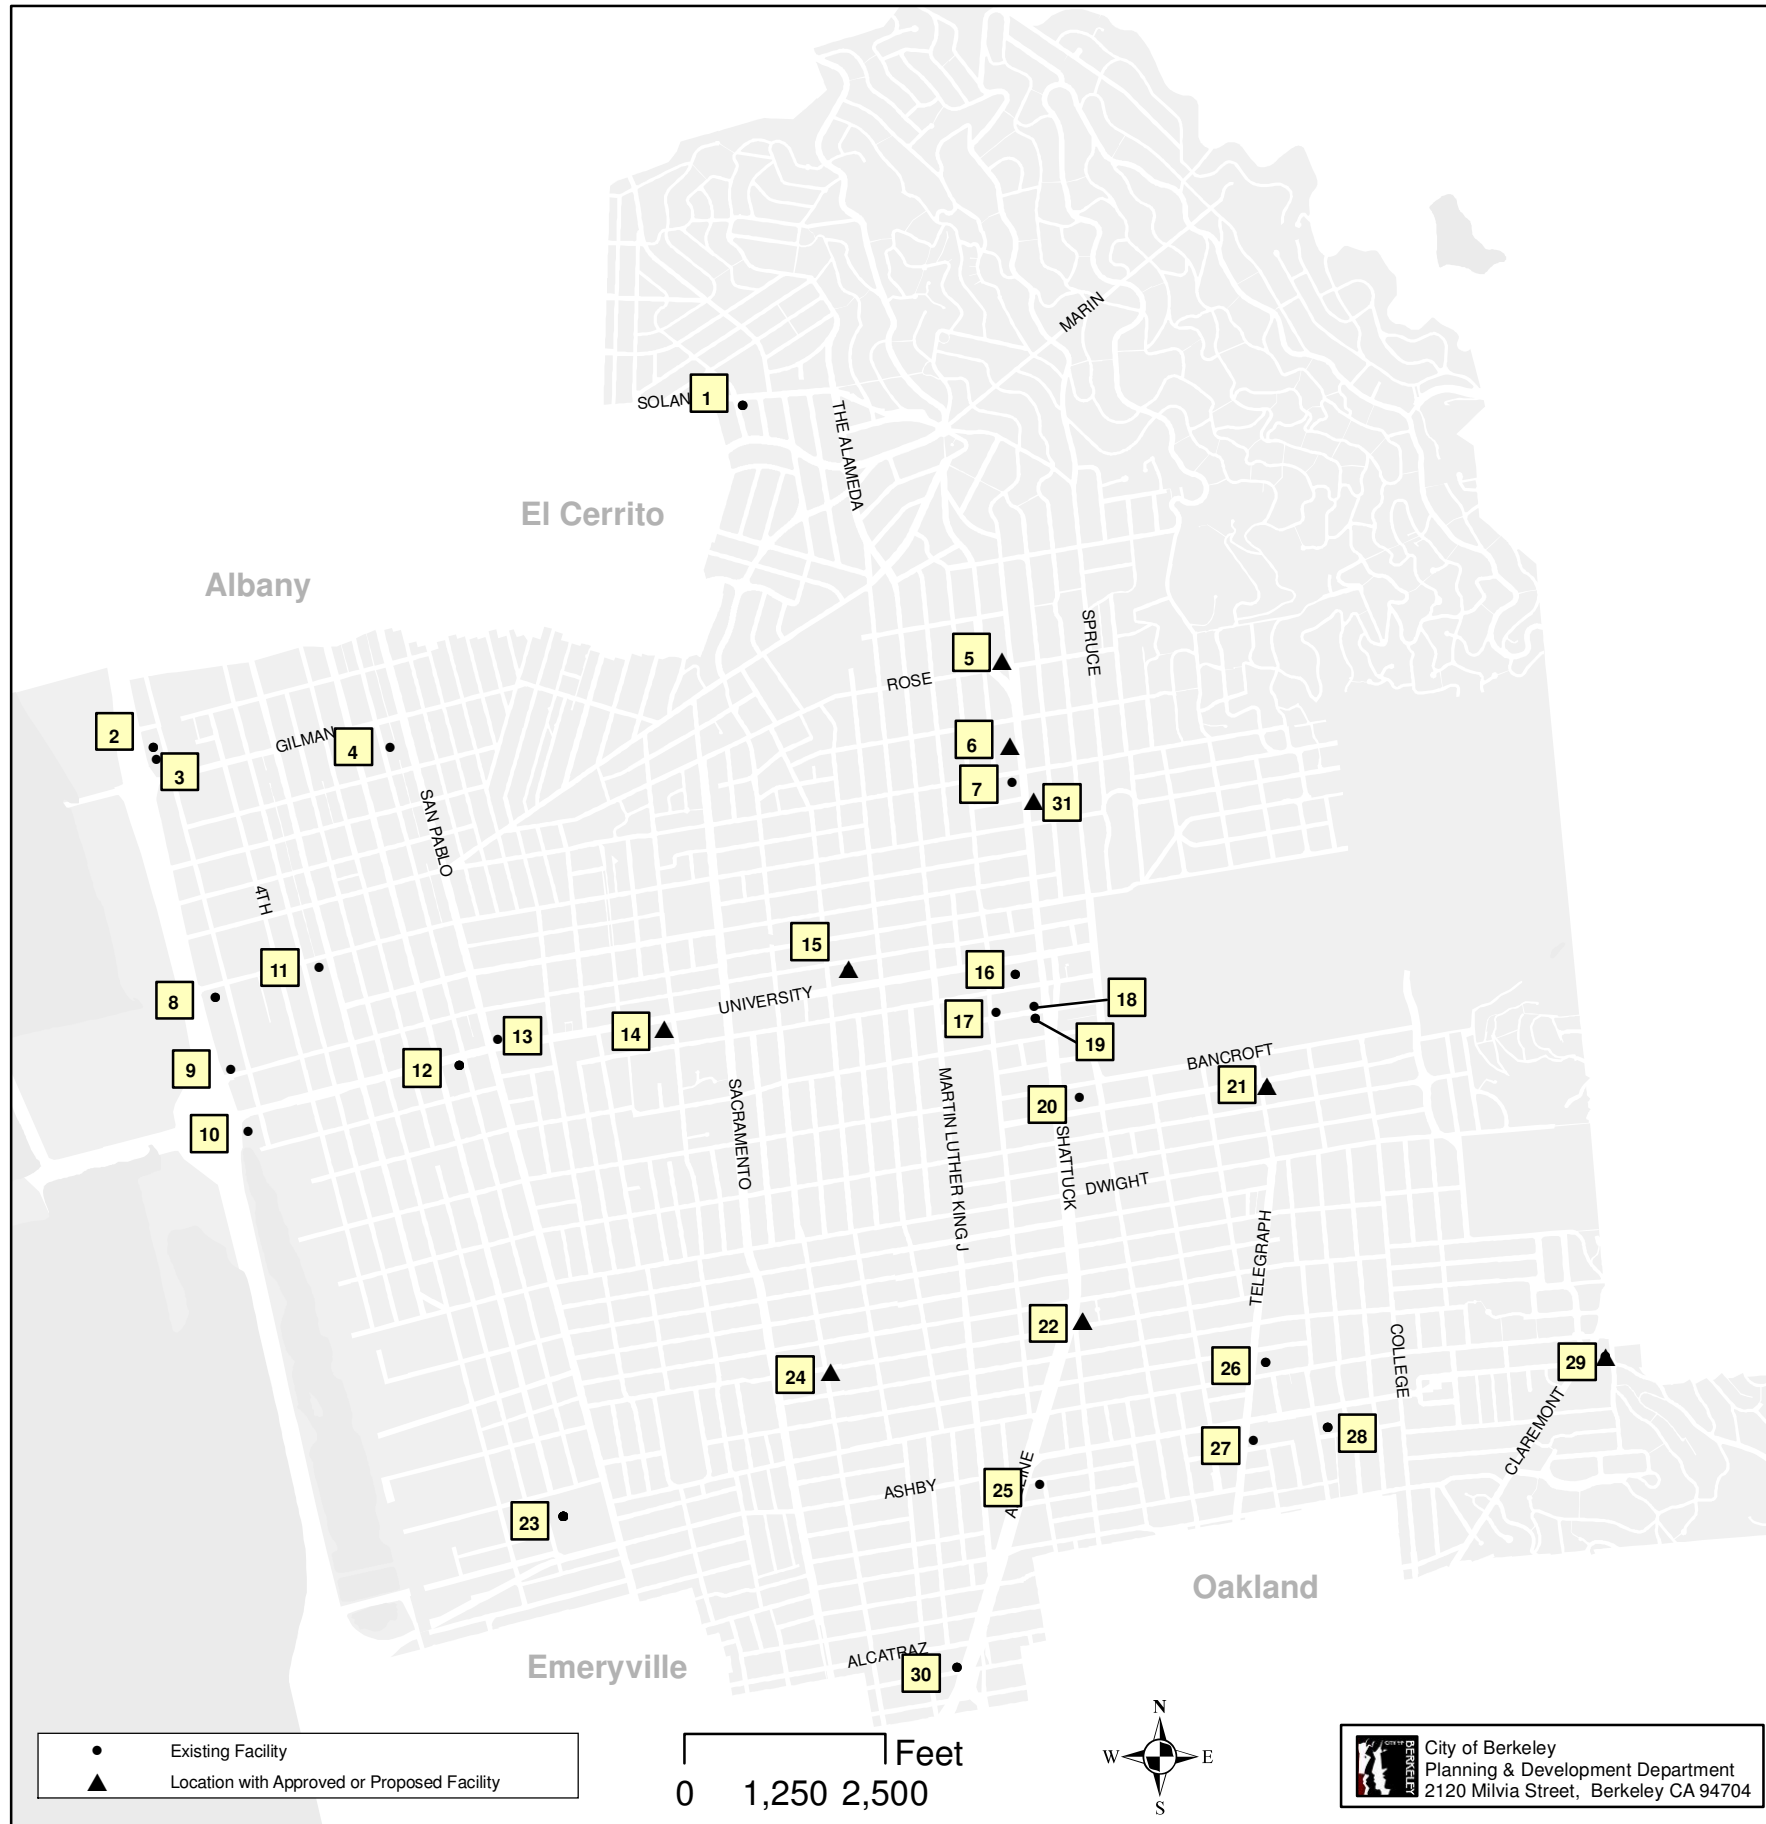 MARIN
SOLAN
1
THE ALAMEDA
El Cerrito
Albany
SPRUCE
5
ROSE
2
GILMAN
4
6
3
7
31
SAN PABLO
4TH
15
11
16
8
UNIVERSITY
18
17
14
13
19
12
9
BANCROFT
21
20
10
SACRAMENTO
MARTIN LUTHER KING J
SHATTUCK
DWIGHT
TELEGRAPH
22
24
26
COLLEGE
29
CLAREMONT
27
28
ASHBY
25
23
Oakland
Emeryville
ALCATRAZ
30
Existing Facility
Location with Approved or Proposed Facility
Feet
0 1,250 2,500
N
W E
S
CITY OF
BERKELEY
City of Berkeley
Planning & Development Department
2120 Milvia Street, Berkeley CA 94704